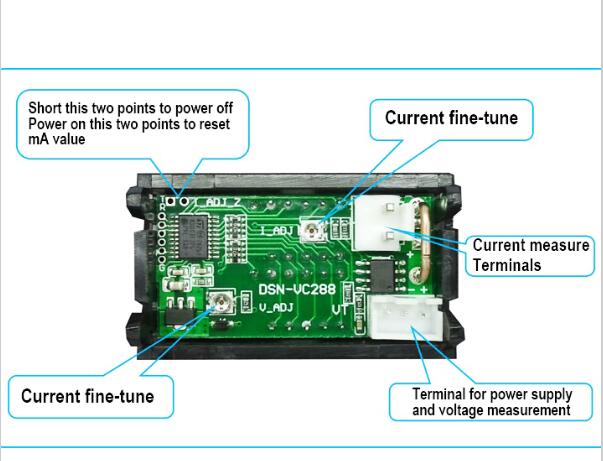 Short this two points to power off
Power on this two points to reset
mA value
Current fine-tune
I_ADJ_Z
I_ADJ
Current measure
Terminals
DSN-VC288
V_ADJ
VT
Current fine-tune
Terminal for power supply
and voltage measurement